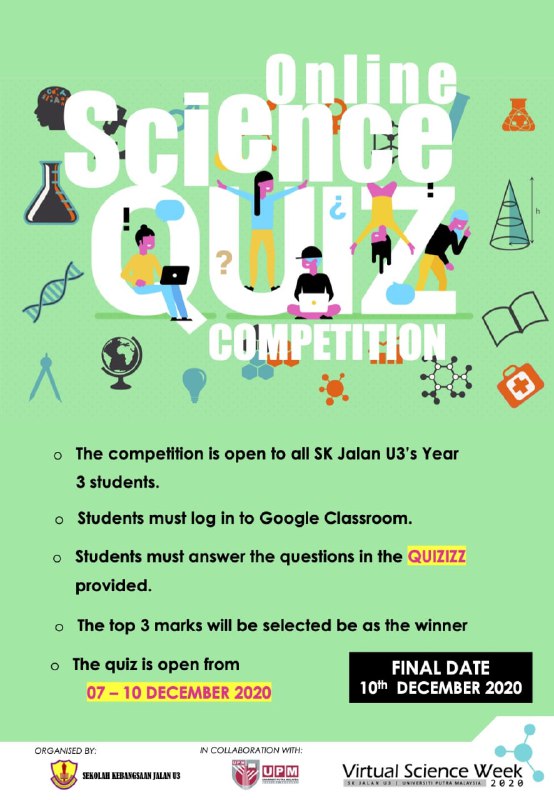 Online
Science
QUIZ
COMPETITION
! ? ? !
o The competition is open to all SK Jalan U3's Year
3 students.
o Students must log in to Google Classroom.
o Students must answer the questions in the QUIZIZZ
provided.
o The top 3 marks will be selected be as the winner
o The quiz is open from
07 – 10 DECEMBER 2020
FINAL DATE
10th DECEMBER 2020
ORGANISED BY:
SEKOLAH KEBANGSAAN JALAN U3
IN COLLABORATION WITH:
UPM
UNIVERSITI PUTRA MALAYSIA
Virtual Science Week
SK JALAN U3 | UNIVERSITI PUTRA MALAYSIA 2020